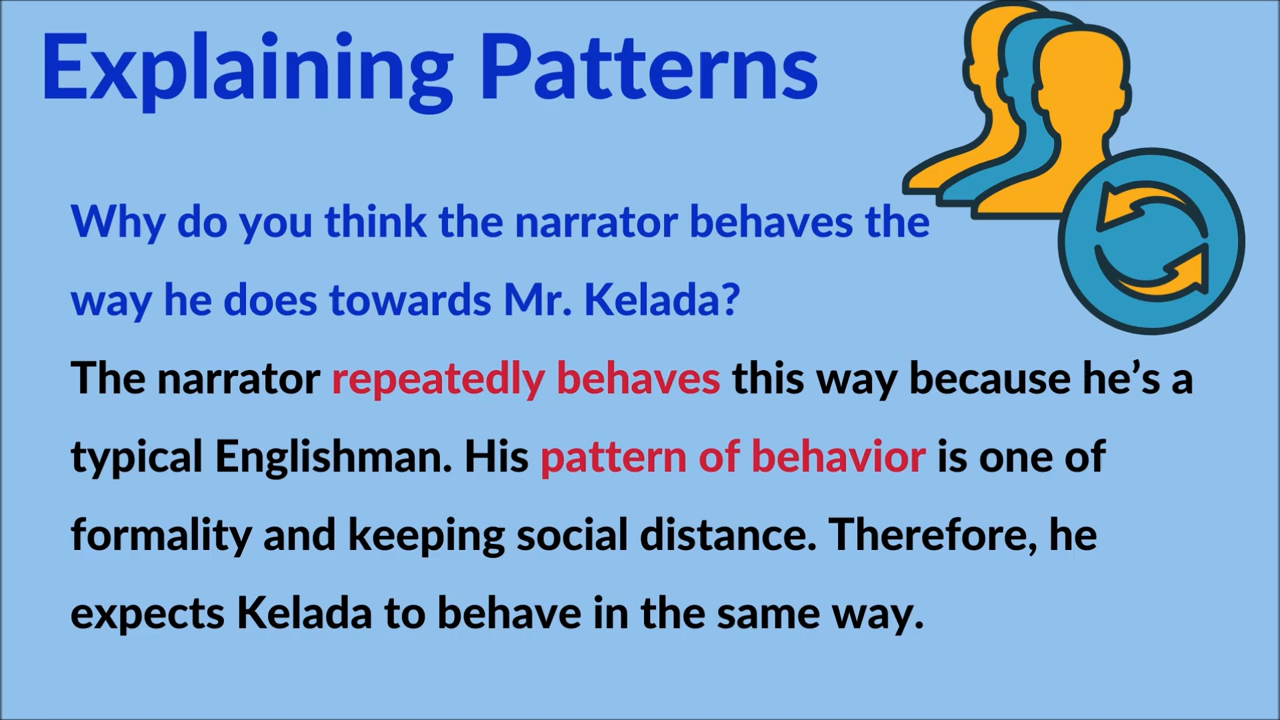 Explaining Patterns
Why do you think the narrator behaves the
way he does towards Mr. Kelada?
The narrator repeatedly behaves this way because he’s a
typical Englishman. His pattern of behavior is one of
formality and keeping social distance. Therefore, he
expects Kelada to behave in the same way.